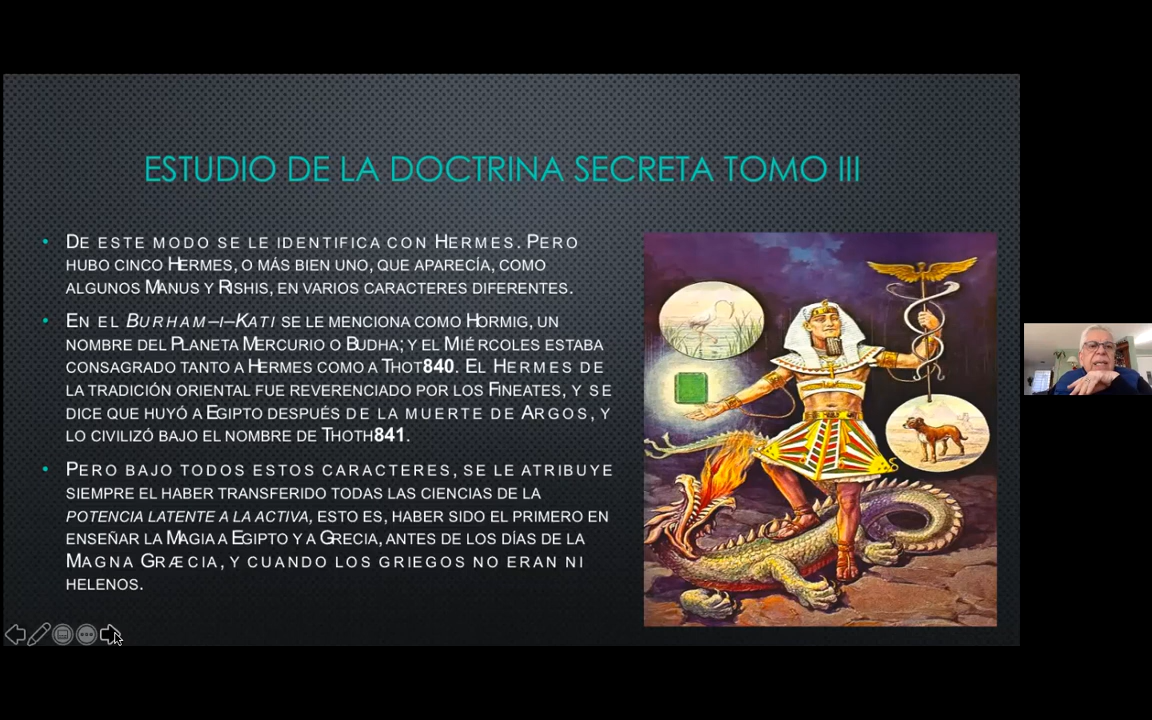 ESTUDIO DE LA DOCTRINA SECRETA TOMO III
• DE ESTE MODO SE LE IDENTIFICA CON HERMES. PERO
HUBO CINCO HERMES, O MÁS BIEN UNO, QUE APARECÍA, COMO
ALGUNOS MANUS Y RISHIS, EN VARIOS CARACTERES DIFERENTES.
• EN EL BURHAM–I–KATI SE LE MENCIONA COMO HORMIG, UN
NOMBRE DEL PLANETA MERCURIO O BUDHA; Y EL MIÉRCOLES ESTABA
CONSAGRADO TANTO A HERMES COMO A THOT840. EL HERMES DE
LA TRADICIÓN ORIENTAL FUE REVERENCIADO POR LOS FINEATES, Y SE
DICE QUE HUYÓ A EGIPTO DESPUÉS DE LA MUERTE DE ARGOS, Y
LO CIVILIZÓ BAJO EL NOMBRE DE THOTH841.
• PERO BAJO TODOS ESTOS CARACTERES, SE LE ATRIBUYE
SIEMPRE EL HABER TRANSFERIDO TODAS LAS CIENCIAS DE LA
POTENCIA LATENTE A LA ACTIVA, ESTO ES, HABER SIDO EL PRIMERO EN
ENSEÑAR LA MAGIA A EGIPTO Y A GRECIA, ANTES DE LOS DÍAS DE LA
MAGNA GRÆCIA, Y CUANDO LOS GRIEGOS NO ERAN NI
HELENOS.